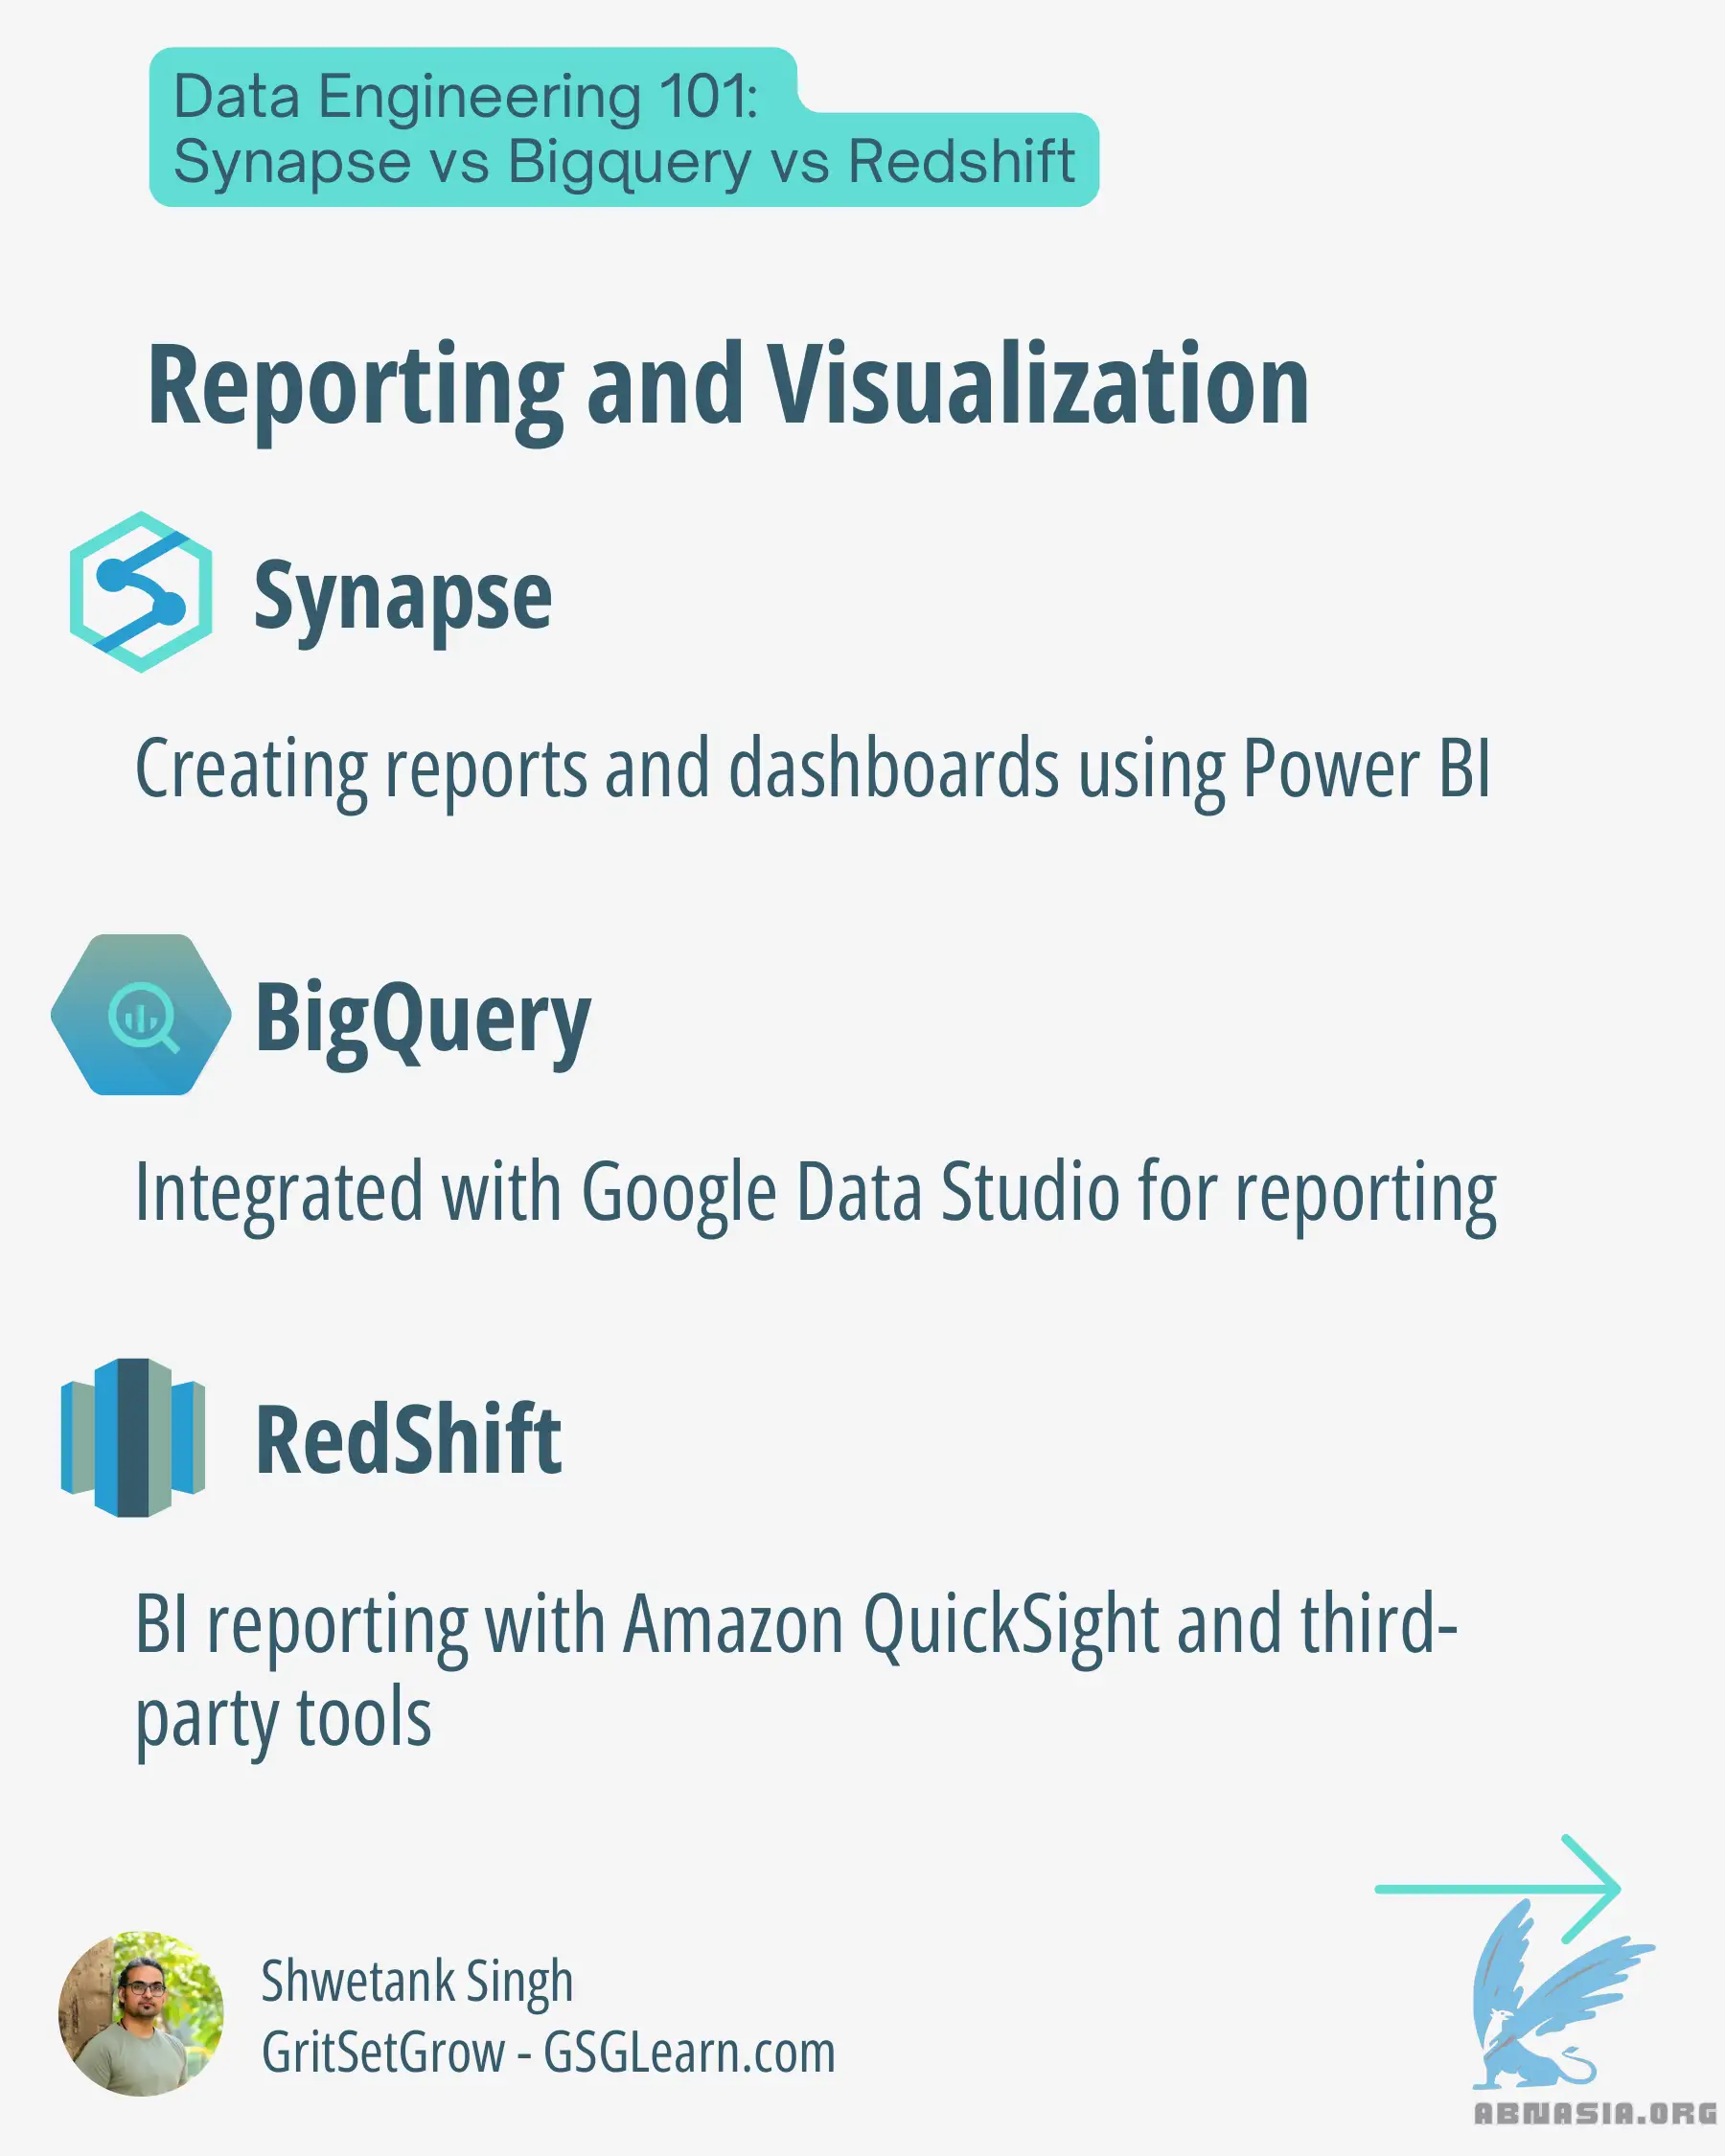 Data Engineering 101:
Synapse vs Bigquery vs Redshift
Reporting and Visualization
Synapse
Creating reports and dashboards using Power BI
BigQuery
Integrated with Google Data Studio for reporting
RedShift
BI reporting with Amazon QuickSight and third-
party tools
Shwetank Singh
GritSetGrow - GSGLearn.com
ABNASIA.ORG